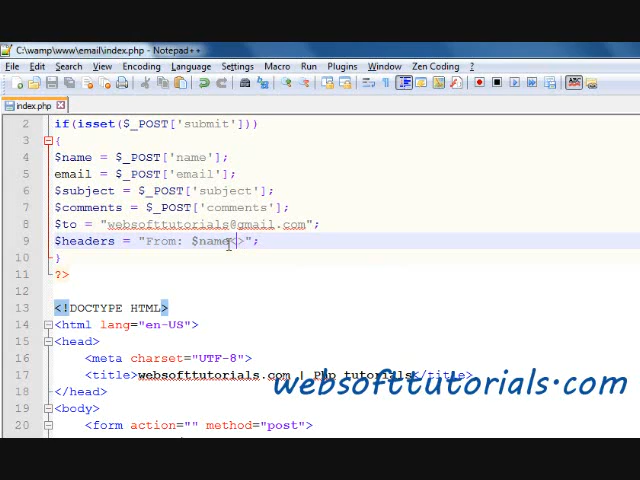 C:\wamp\www\email\index.php - Notepad++
File Edit Search View Encoding Language Settings Macro Run Plugins Window Zen Coding ?
index.php
2 if(isset($_POST['submit']))
3 {
4 $name = $_POST['name'];
5 email = $_POST['email'];
6 $subject = $_POST['subject'];
7 $comments = $_POST['comments'];
8 $to = "websofttutorials@gmail.com";
9 $headers = "From: $name<>";
10 }
11 ?>
12
13 <!DOCTYPE HTML>
14 <html lang="en-US">
15 <head>
16 <meta charset="UTF-8">
17 <title>websofttutorials.com | Php tutorials</title>
18 </head>
19 <body>
20 <form action="" method="post">
websofttutorials.com